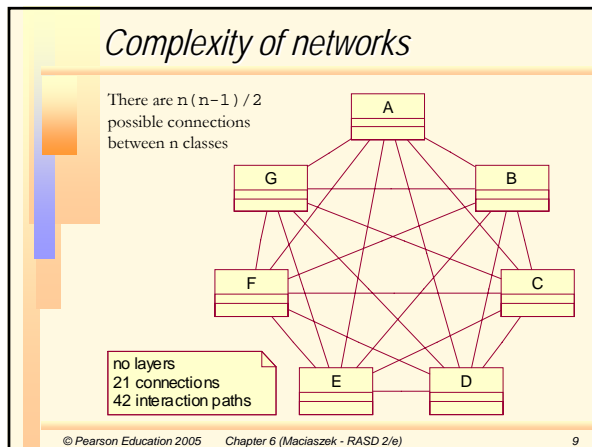 Complexity of networks
There are n(n-1)/2
possible connections
between n classes
A
G
B
F
C
E
D
no layers
21 connections
42 interaction paths
© Pearson Education 2005 Chapter 6 (Maciaszek - RASD 2/e) 9